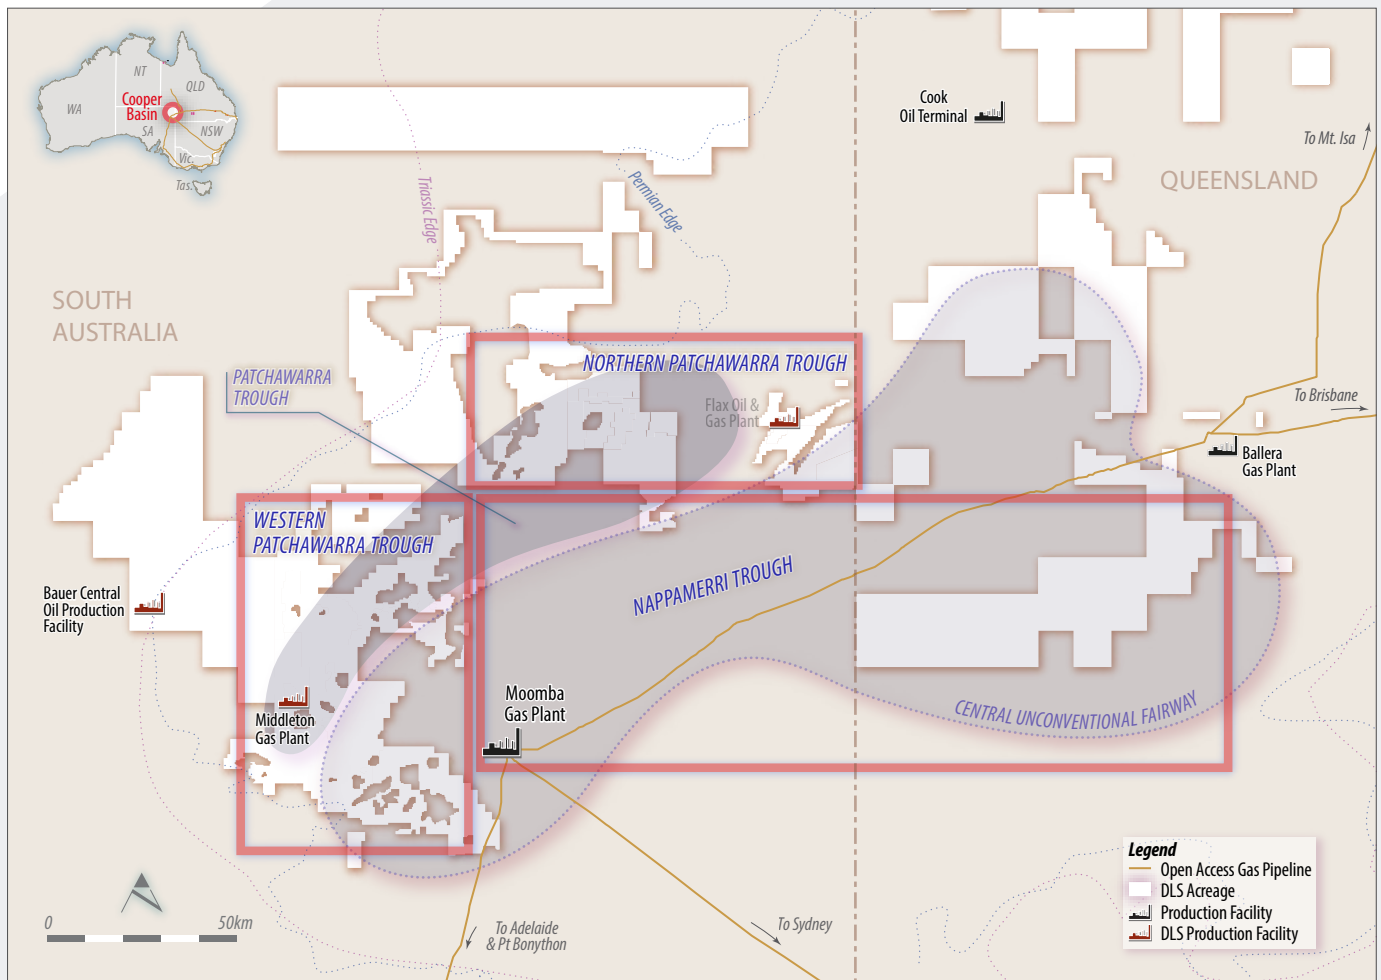 NT
QLD
WA
Cooper
Basin
SA
NSW
Vic.
Tas.
Cook
Oil Terminal
To Mt. Isa
QUEENSLAND
Triassic Edge
Permian Edge
SOUTH
AUSTRALIA
PATCHAWARRA
TROUGH
NORTHERN PATCHAWARRA TROUGH
Flax Oil &
Gas Plant
To Brisbane
Ballera
Gas Plant
WESTERN
PATCHAWARRA TROUGH
NAPPAMERRI TROUGH
Bauer Central
Oil Production
Facility
Moomba
Gas Plant
Middleton
Gas Plant
CENTRAL UNCONVENTIONAL FAIRWAY
Legend
Open Access Gas Pipeline
DLS Acreage
Production Facility
DLS Production Facility
0 50km
To Adelaide
& Pt Bonython
To Sydney